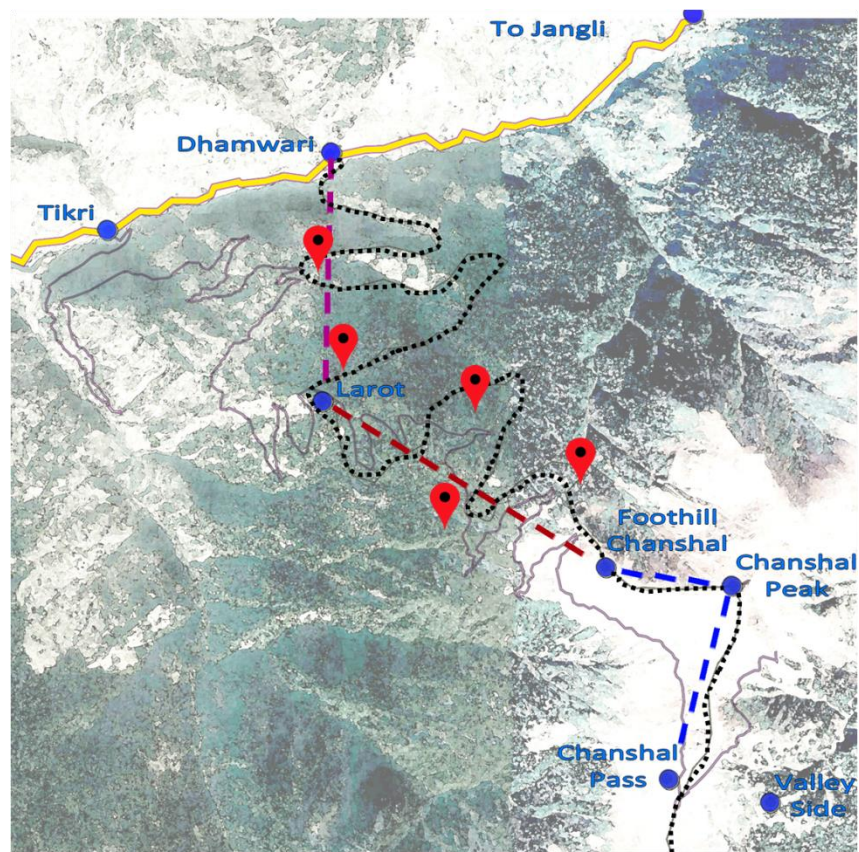 To Jangli
Dhamwari
Tikri
Larot
Foothill
Chanshal
Chanshal
Peak
Chanshal
Pass
Valley
Side